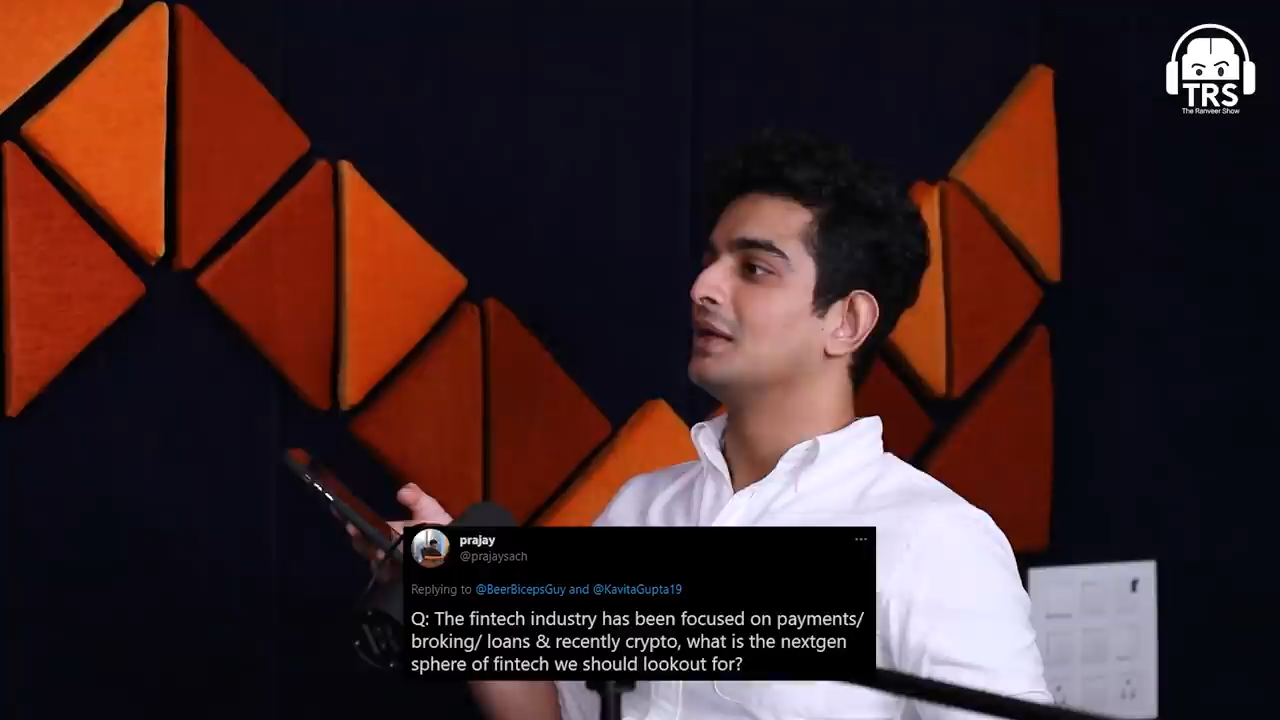 TRS
The Ranveer Show
prajay
@prajaysach
Replying to @BeerBicepsGuy and @KavitaGupta19
Q: The fintech industry has been focused on payments/
broking/ loans & recently crypto, what is the nextgen
sphere of fintech we should lookout for?